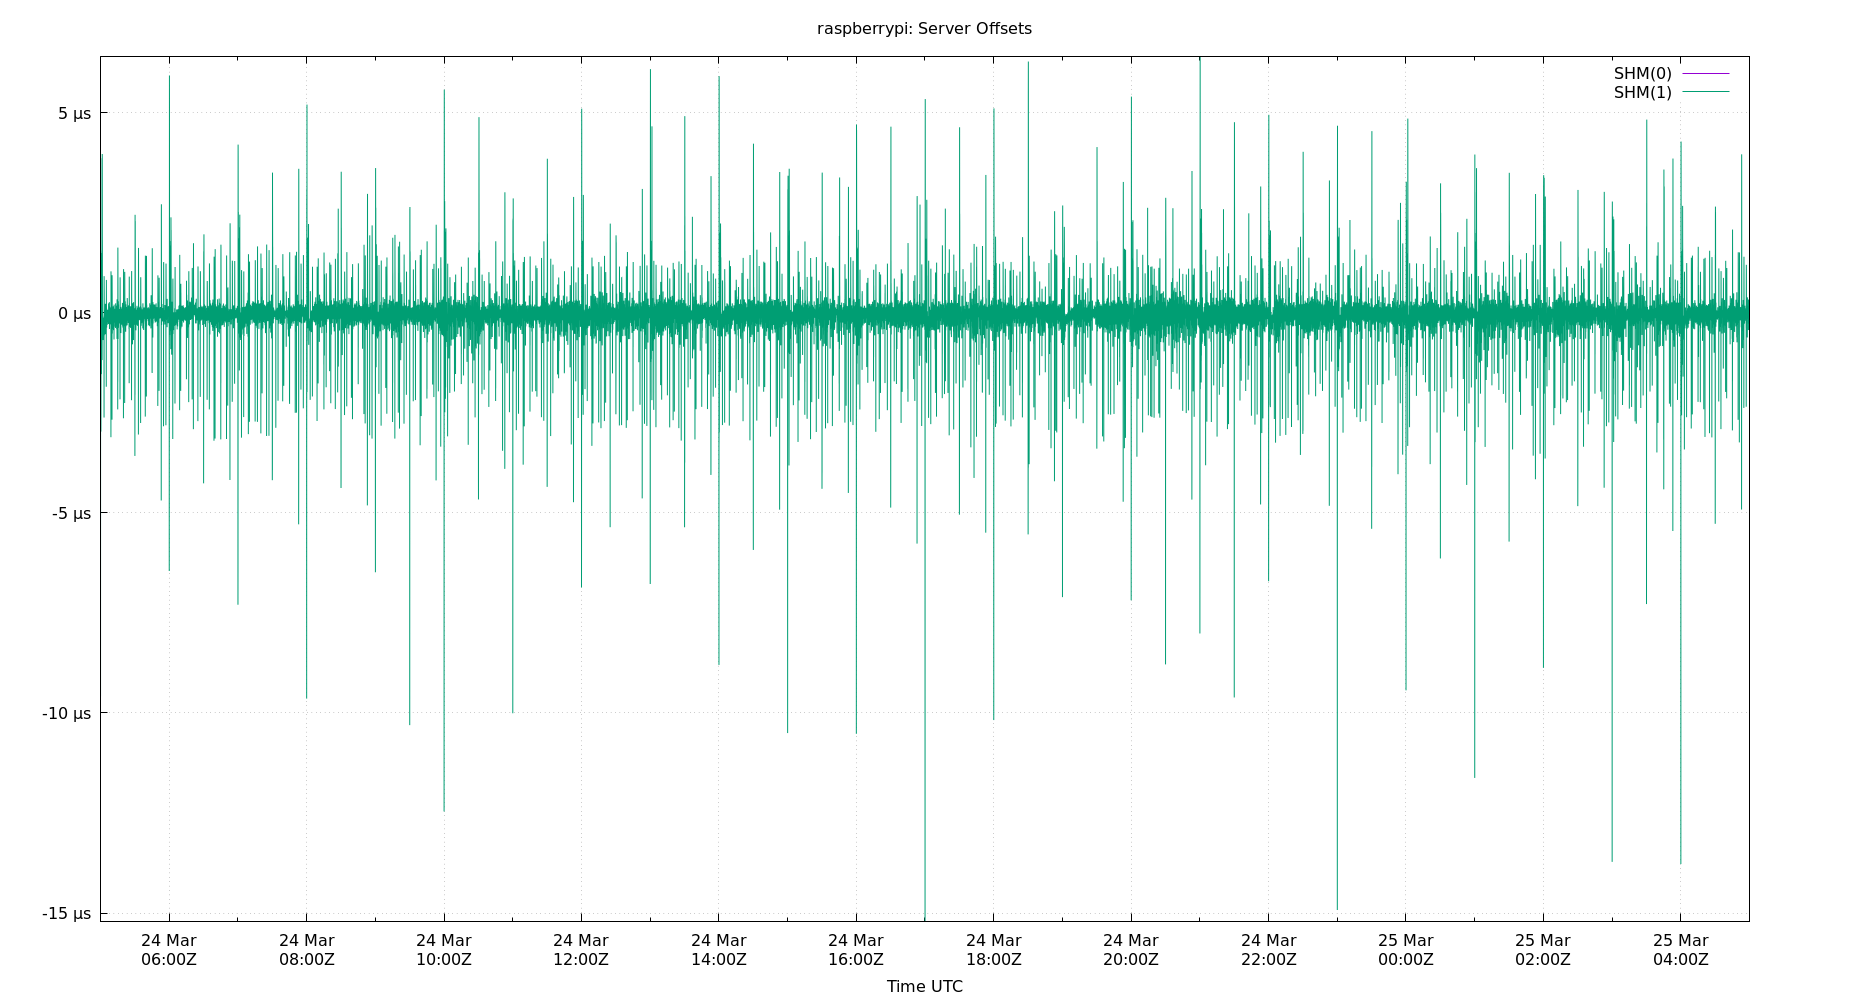 raspberrypi: Server Offsets
SHM(0)
SHM(1)
5 µs
0 µs
-5 µs
-10 µs
-15 µs
24 Mar 24 Mar 24 Mar 24 Mar 24 Mar 24 Mar 24 Mar 24 Mar 24 Mar 25 Mar 25 Mar 25 Mar
06:00Z 08:00Z 10:00Z 12:00Z 14:00Z 16:00Z 18:00Z 20:00Z 22:00Z 00:00Z 02:00Z 04:00Z
Time UTC